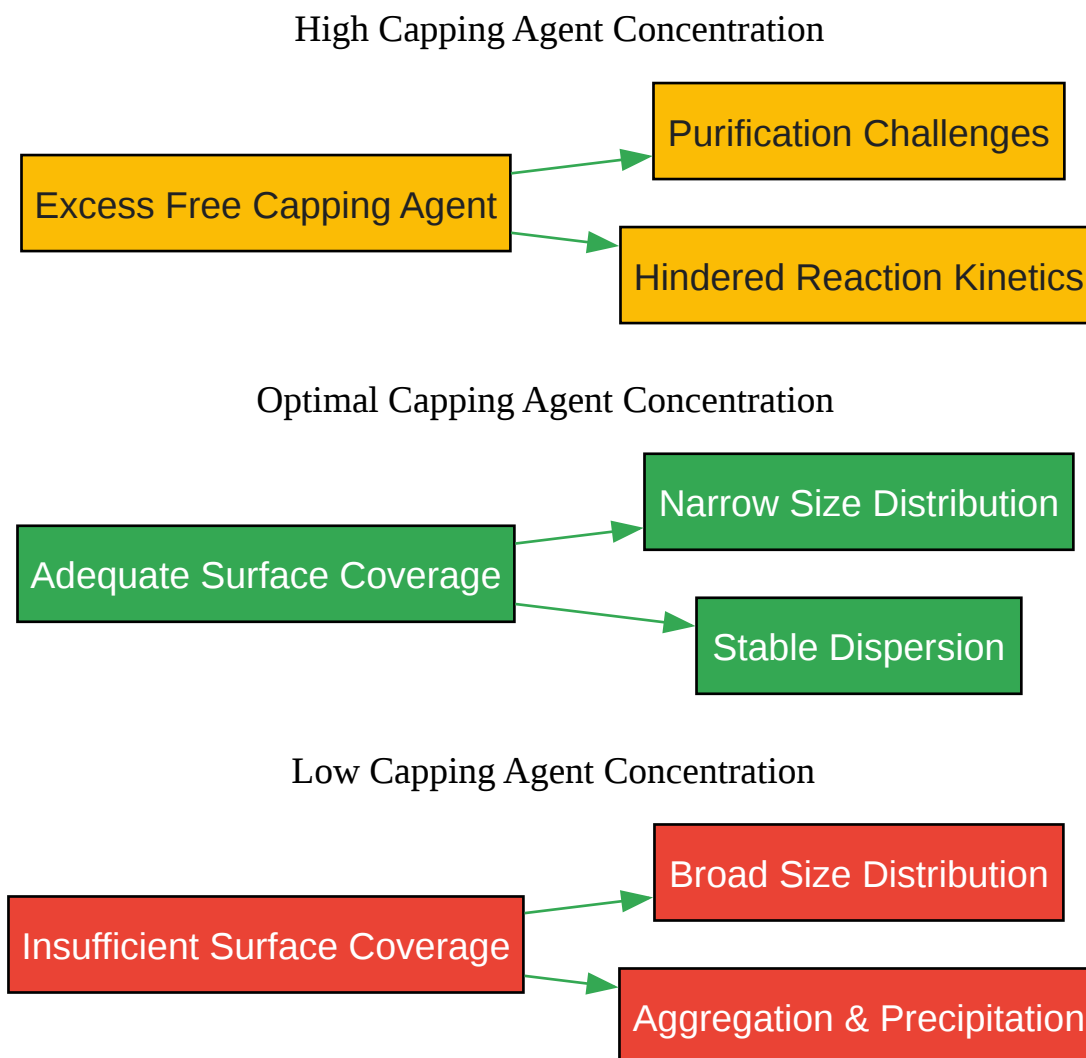 High Capping Agent Concentration
Purification Challenges
Excess Free Capping Agent
Hindered Reaction Kinetics
Optimal Capping Agent Concentration
Narrow Size Distribution
Adequate Surface Coverage
Stable Dispersion
Low Capping Agent Concentration
Broad Size Distribution
Insufficient Surface Coverage
Aggregation & Precipitation